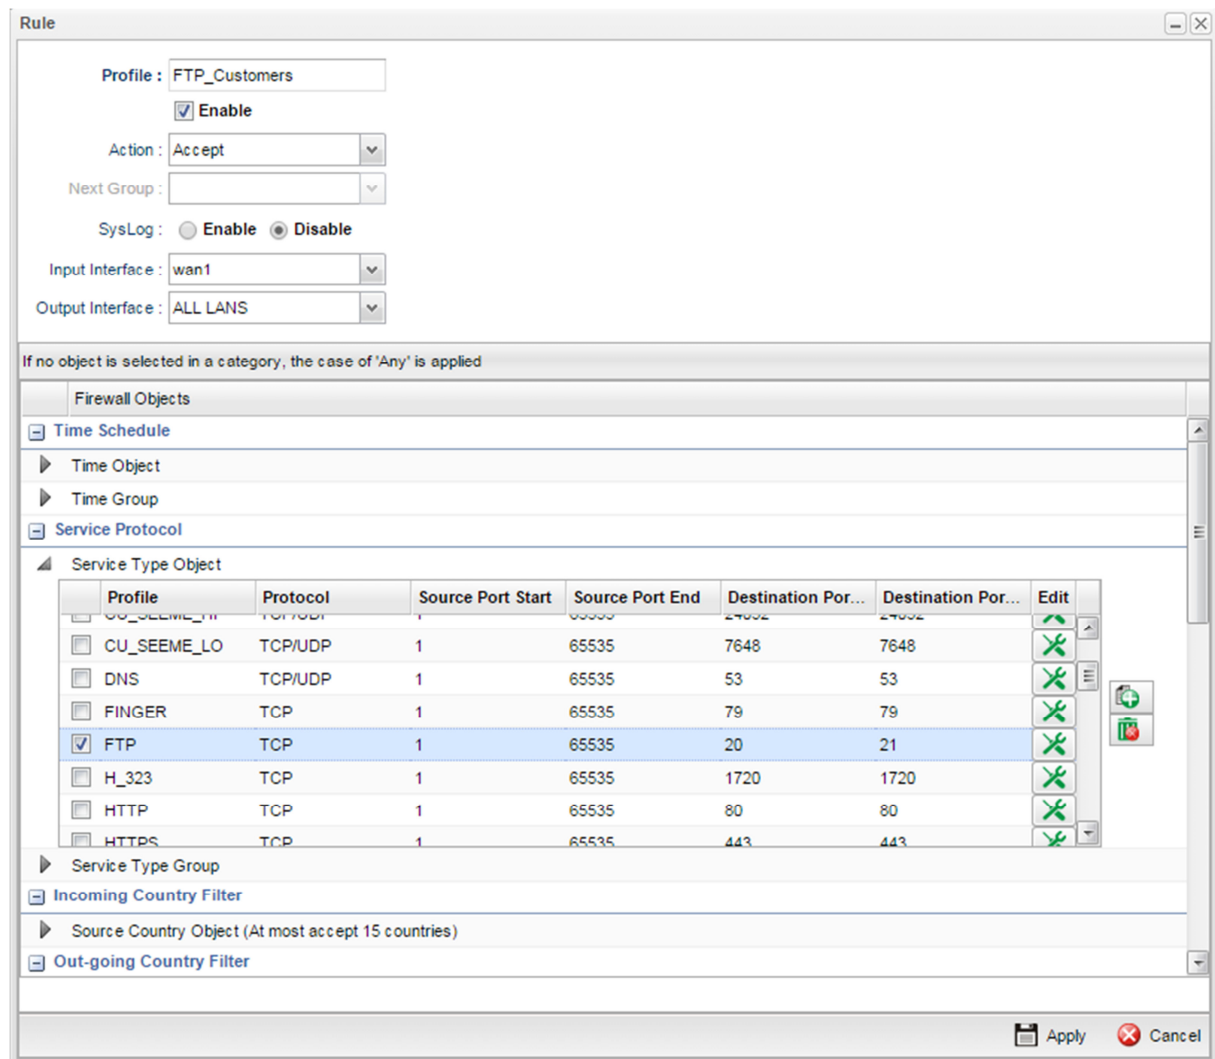 Rule
Profile : FTP_Customers
Enable
Action : Accept
Next Group :
SysLog : Enable Disable
Input Interface : wan1
Output Interface : ALL LANS
If no object is selected in a category, the case of 'Any' is applied
Firewall Objects
Time Schedule
Time Object
Time Group
Service Protocol
Service Type Object
Profile Protocol Source Port Start Source Port End Destination Por... Destination Por... Edit
CU_SEEME_LO TCP/UDP 1 65535 7648 7648
DNS TCP/UDP 1 65535 53 53
FINGER TCP 1 65535 79 79
FTP TCP 1 65535 20 21
H_323 TCP 1 65535 1720 1720
HTTP TCP 1 65535 80 80
HTTPS TCP 1 65535 443 443
Service Type Group
Incoming Country Filter
Source Country Object (At most accept 15 countries)
Out-going Country Filter
Apply Cancel